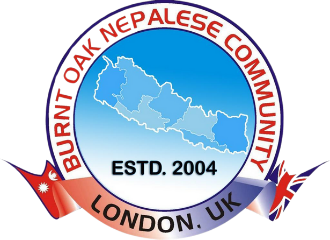 BURNT OAK NEPALESE COMMUNITY
ESTD. 2004
LONDON, UK